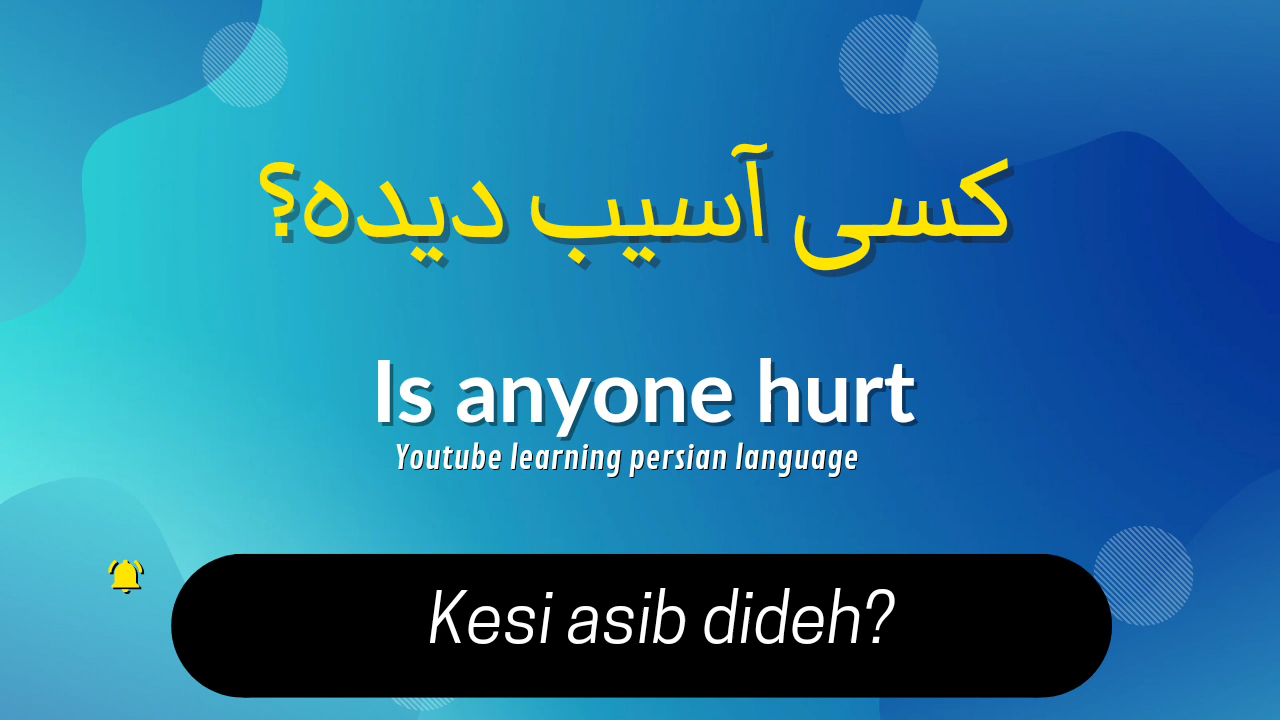 کسی آسیب دیده؟
Is anyone hurt
Youtube learning persian language
Kesi asib dideh?